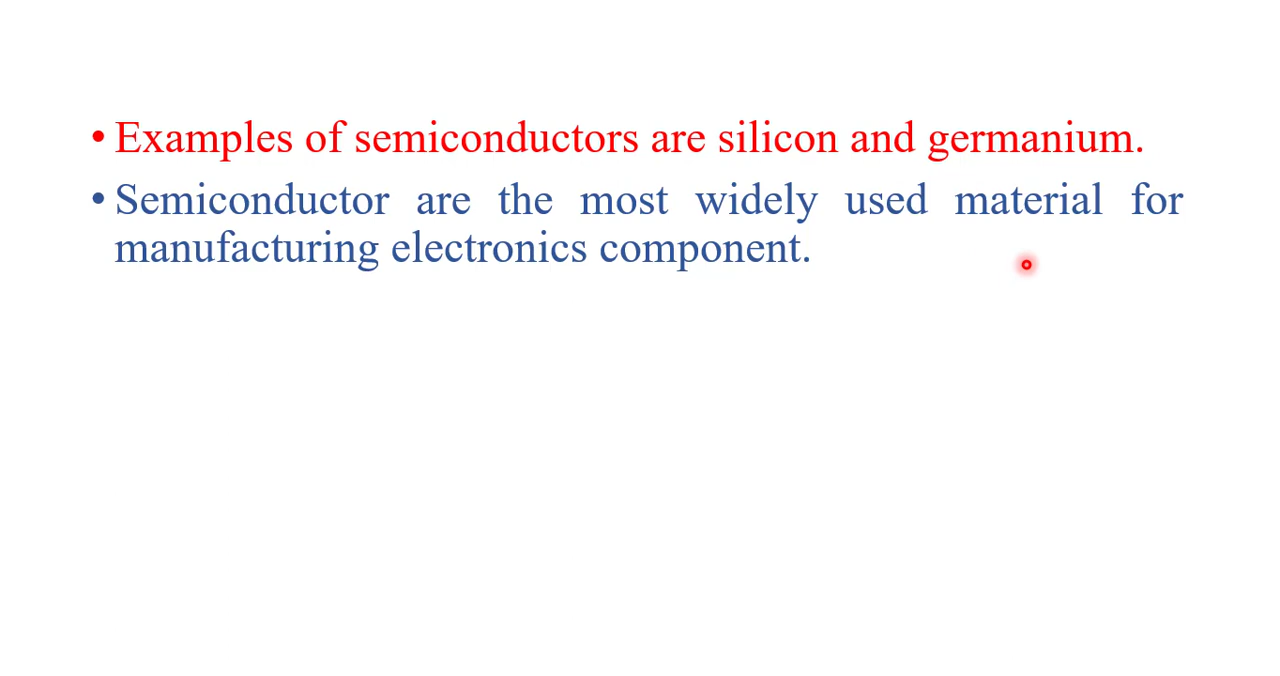 • Examples of semiconductors are silicon and germanium.
• Semiconductor are the most widely used material for
manufacturing electronics component.